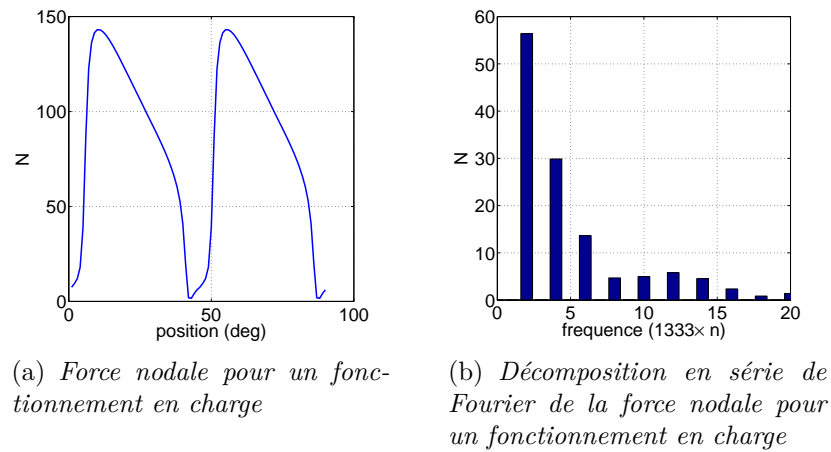 150
100
50
0
0
50
100
N
position (deg)
60
50
40
30
20
10
0
0
5
10
15
20
N
frequence (1333× n)
(a) Force nodale pour un fonc-
tionnement en charge
(b) Décomposition en série de
Fourier de la force nodale pour
un fonctionnement en charge